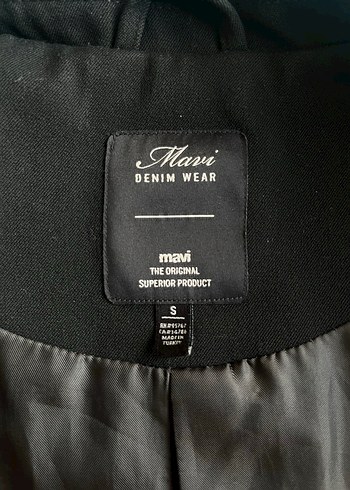 Mavi
DENIM WEAR
mavi
THE ORIGINAL
SUPERIOR PRODUCT
S
MADE IN
TURKEY